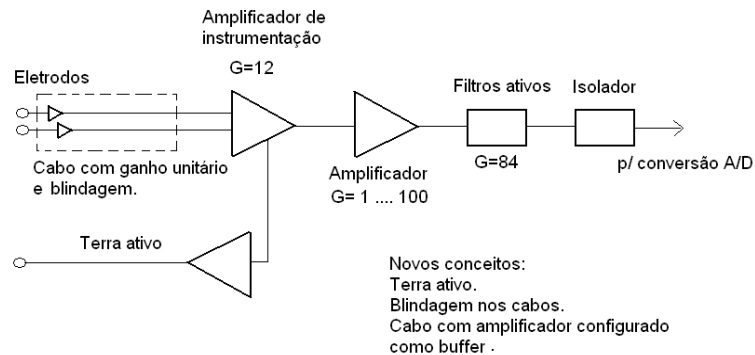 Amplificador de
instrumentação
G=12
Eletrodos
Filtros ativos
Isolador
Cabo com ganho unitário
e blindagem.
Amplificador
G= 1 .... 100
G=84
p/ conversão A/D
Terra ativo
Novos conceitos:
Terra ativo.
Blindagem nos cabos.
Cabo com amplificador configurado
como buffer .